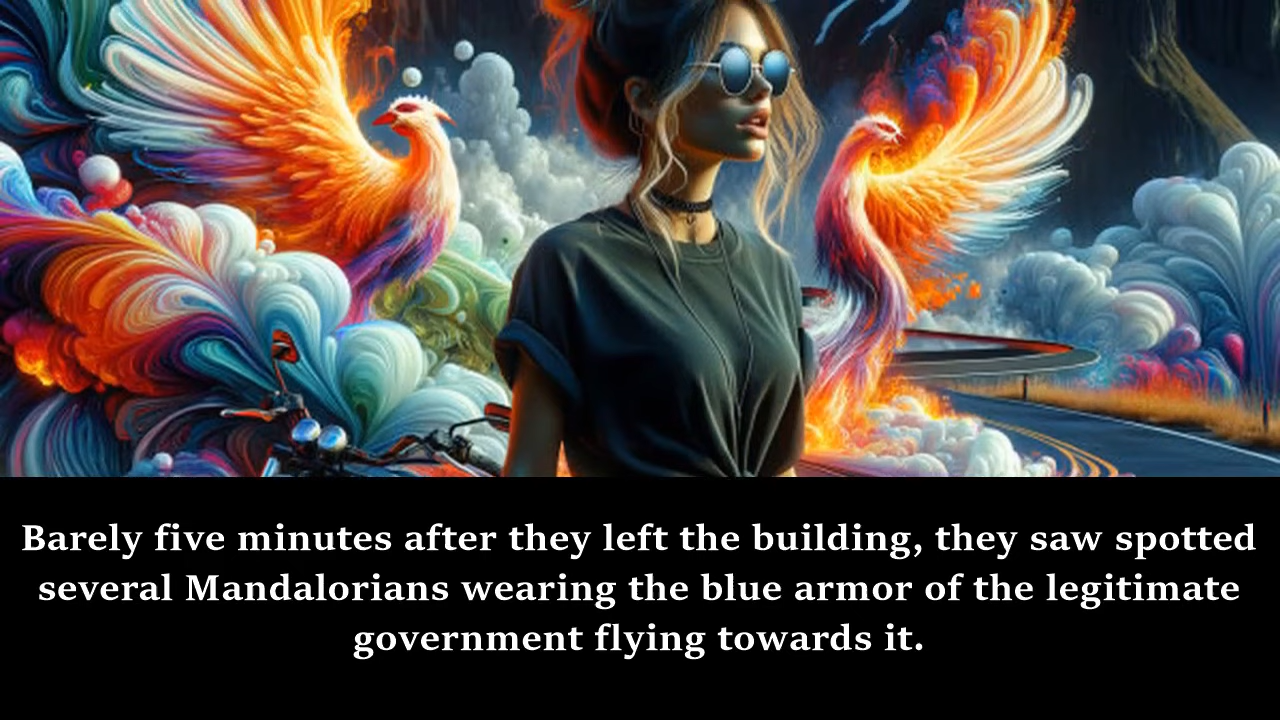 Barely five minutes after they left the building, they saw spotted
several Mandalorians wearing the blue armor of the legitimate
government flying towards it.